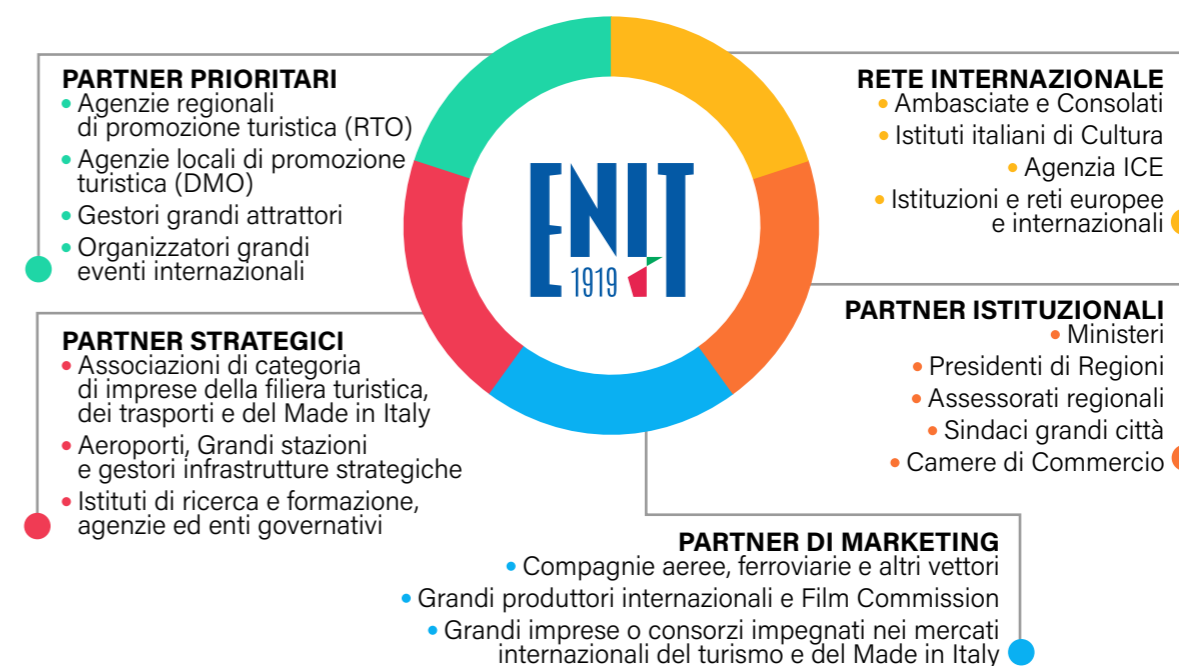 PARTNER PRIORITARI
• Agenzie regionali
di promozione turistica (RTO)
• Agenzie locali di promozione
turistica (DMO)
• Gestori grandi attrattori
• Organizzatori grandi
eventi internazionali
PARTNER STRATEGICI
• Associazioni di categoria
di imprese della filiera turistica,
dei trasporti e del Made in Italy
• Aeroporti, Grandi stazioni
e gestori infrastrutture strategiche
• Istituti di ricerca e formazione,
agenzie ed enti governativi
ENIT
1919
RETE INTERNAZIONALE
• Ambasciate e Consolati
• Istituti italiani di Cultura
• Agenzia ICE
• Istituzioni e reti europee
e internazionali
PARTNER ISTITUZIONALI
• Ministeri
• Presidenti di Regioni
• Assessorati regionali
• Sindaci grandi città
• Camere di Commercio
PARTNER DI MARKETING
• Compagnie aeree, ferroviarie e altri vettori
• Grandi produttori internazionali e Film Commission
• Grandi imprese o consorzi impegnati nei mercati
internazionali del turismo e del Made in Italy